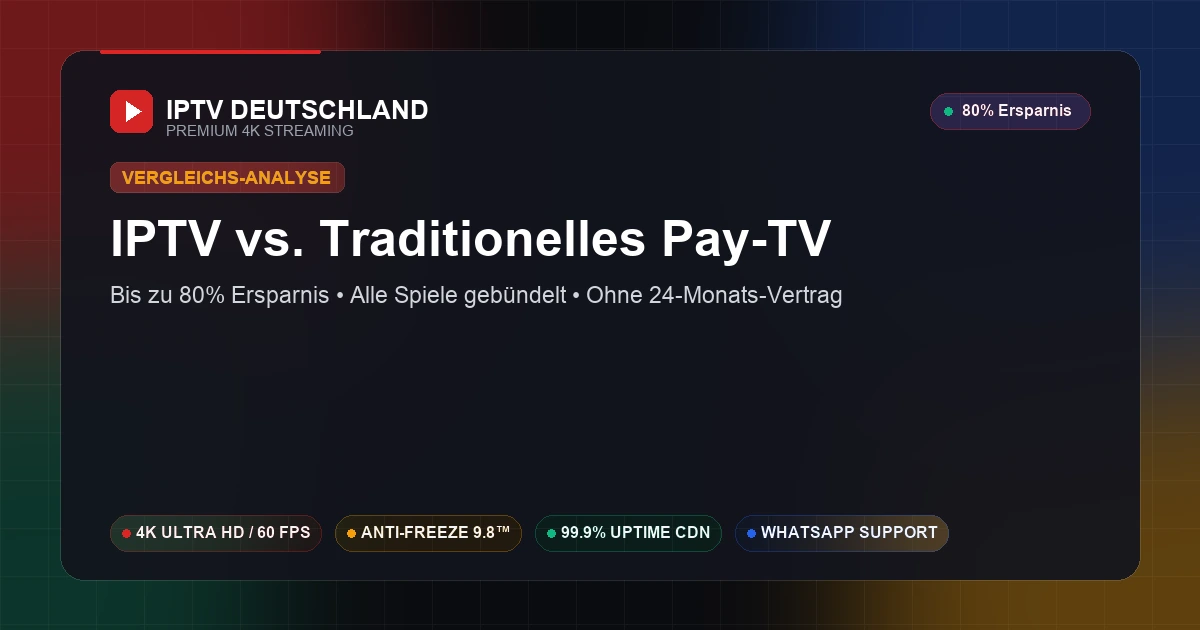 IPTV DEUTSCHLAND
PREMIUM 4K STREAMING
80% Ersparnis
VERGLEICHS-ANALYSE
IPTV vs. Traditionelles Pay-TV
Bis zu 80% Ersparnis • Alle Spiele gebündelt • Ohne 24-Monats-Vertrag
4K ULTRA HD / 60 FPS
ANTI-FREEZE 9.8™
99.9% UPTIME CDN
WHATSAPP SUPPORT